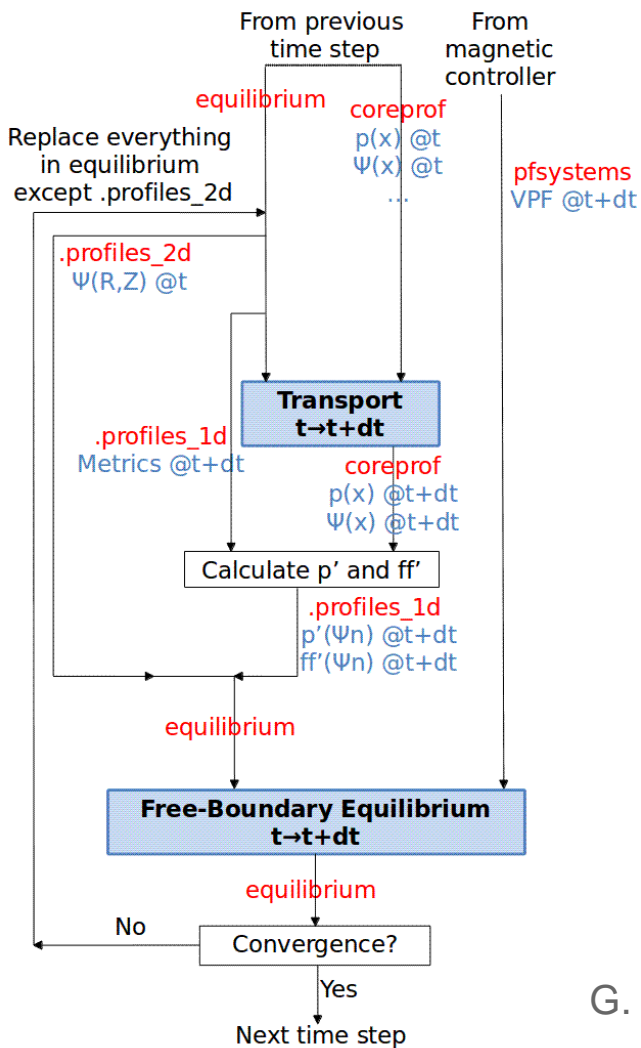 From previous
time step
From
magnetic
controller
equilibrium
coreprof
p(x) @t
Ψ(x) @t
...
Replace everything
in equilibrium
except .profiles_2d
pfsystems
VPF @t+dt
.profiles_2d
Ψ(R,Z) @t
Transport
t→t+dt
.profiles_1d
Metrics @t+dt
coreprof
p(x) @t+dt
Ψ(x) @t+dt
Calculate p’ and ff’
.profiles_1d
p’(Ψn) @t+dt
ff’(Ψn) @t+dt
equilibrium
Free-Boundary Equilibrium
t→t+dt
equilibrium
No
Convergence?
Yes
G.
Next time step